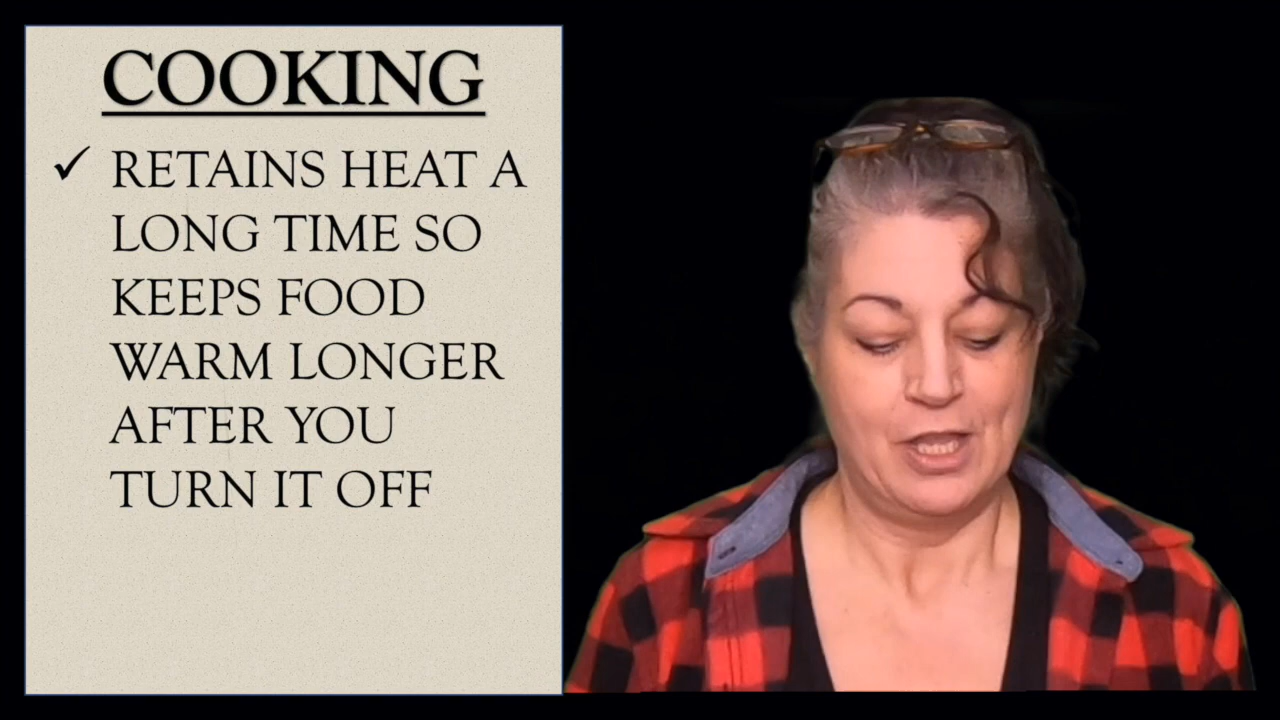 COOKING
✓ RETAINS HEAT A
LONG TIME SO
KEEPS FOOD
WARM LONGER
AFTER YOU
TURN IT OFF